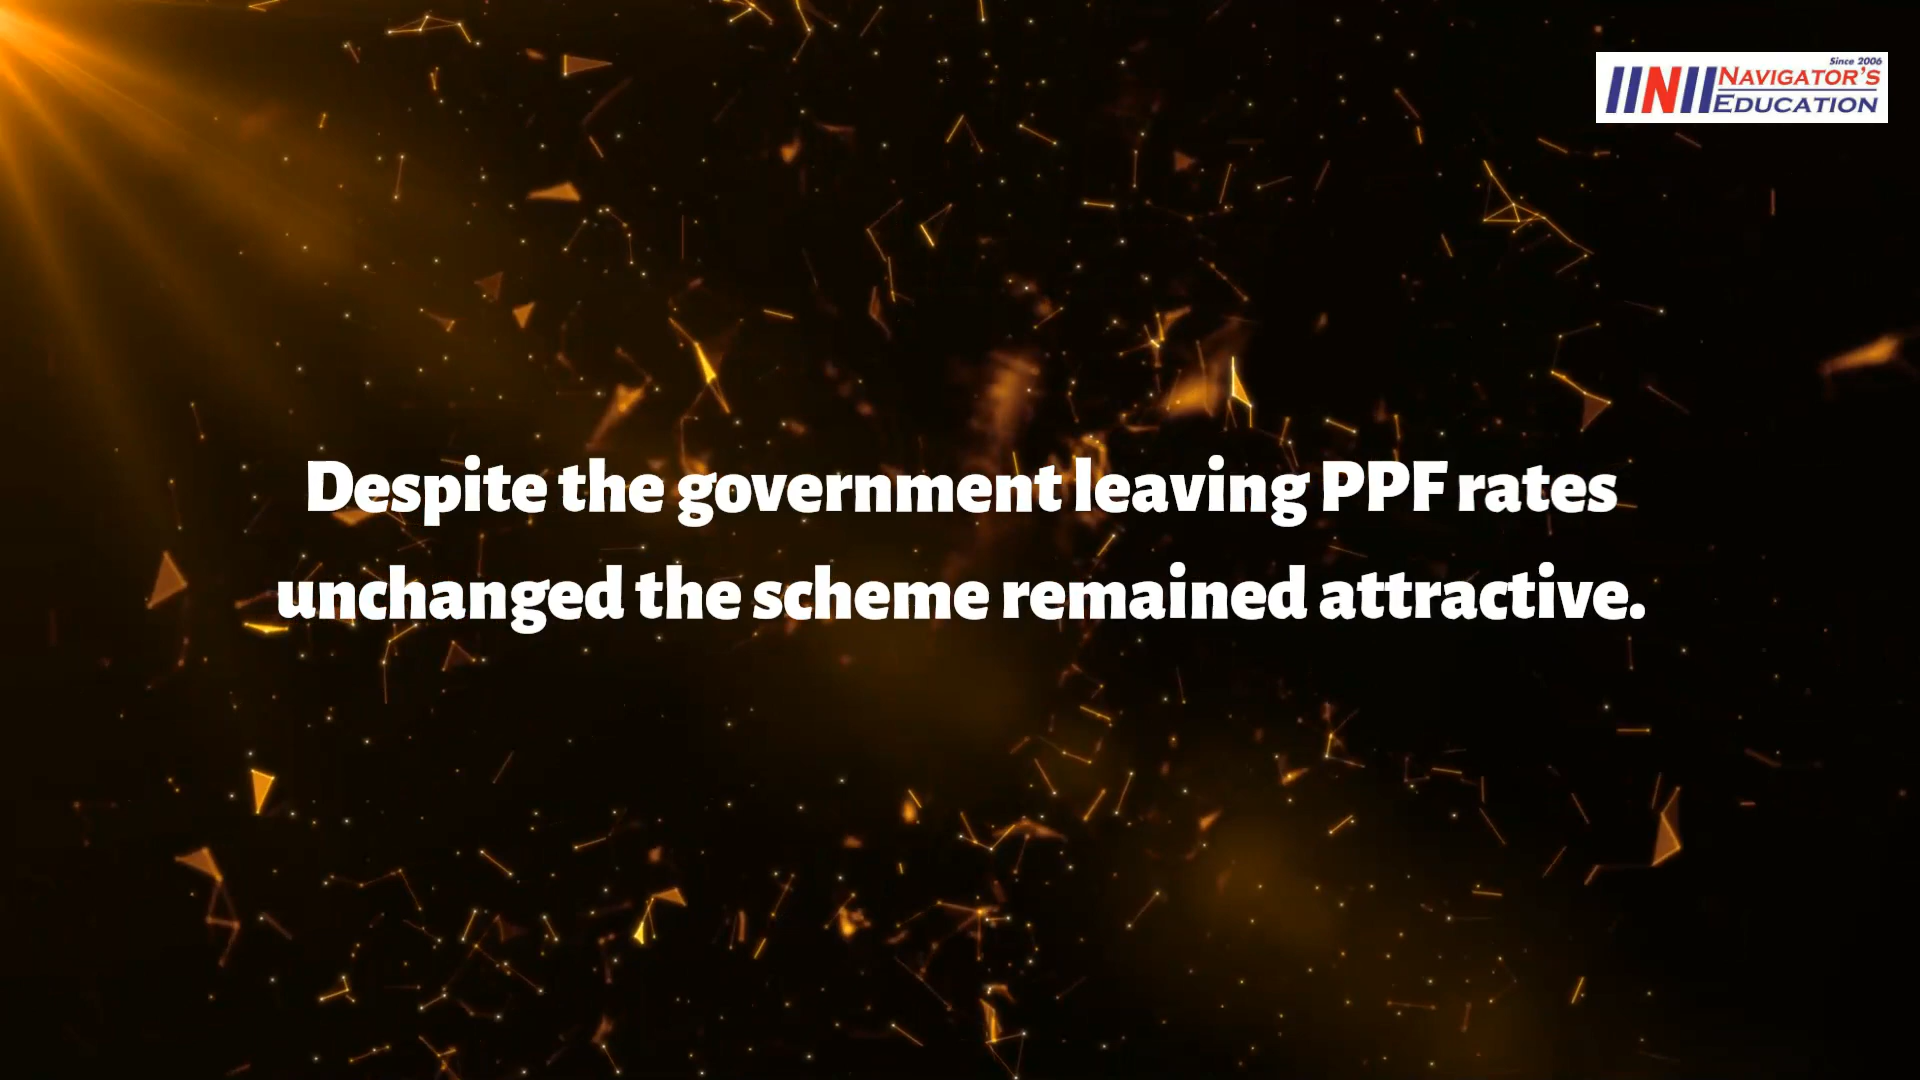 Since 2006
NAVIGATOR'S
N EDUCATION
Despite the government leaving PPF rates
unchanged the scheme remained attractive.